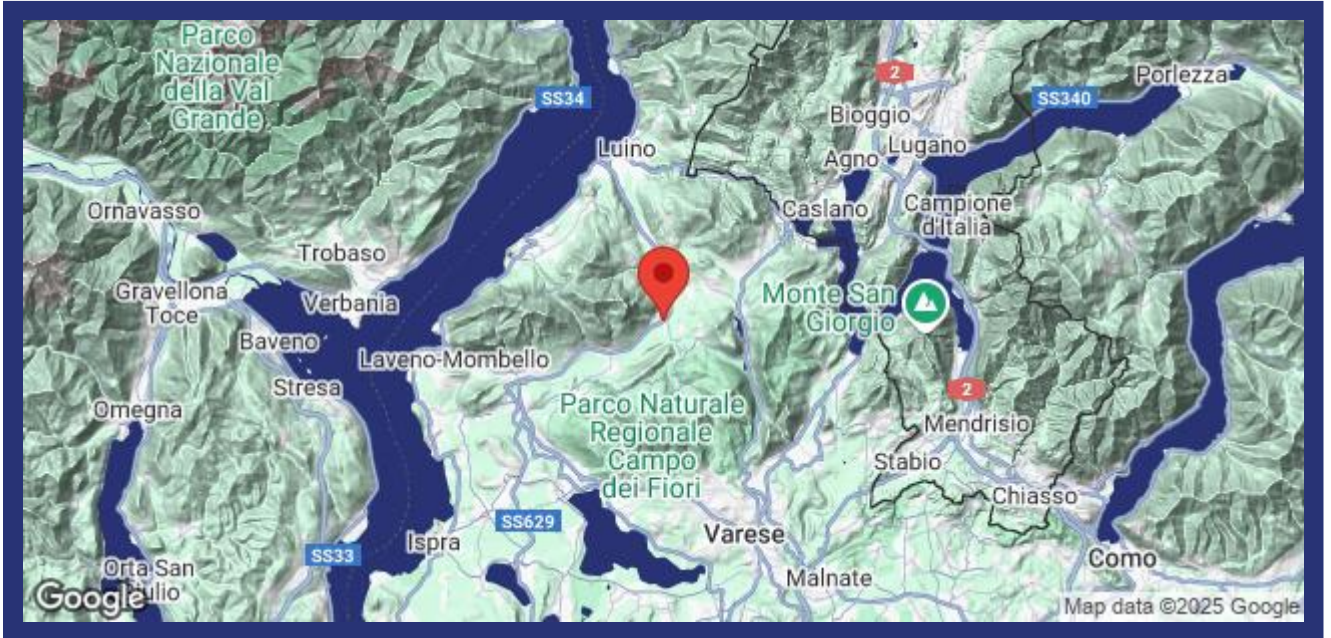 Parco
Nazionale
della Val
Grande
SS34
2
Porlezza
SS340
Bioggio
Lugano
Luino
Agno
Ornavasso
Caslano
Campione
d'Italia
Trobaso
Gravellona
Toce
Verbania
Monte San
Giorgio
Baveno
Laveno-Mombello
Stresa
2
Omegna
Parco Naturale
Regionale
Campo
dei Fiori
Mendrisio
Stabio
Chiasso
SS629
Varese
Ispra
SS33
Como
Orta San
Giulio
Malnate
Google
Map data ©2025 Google